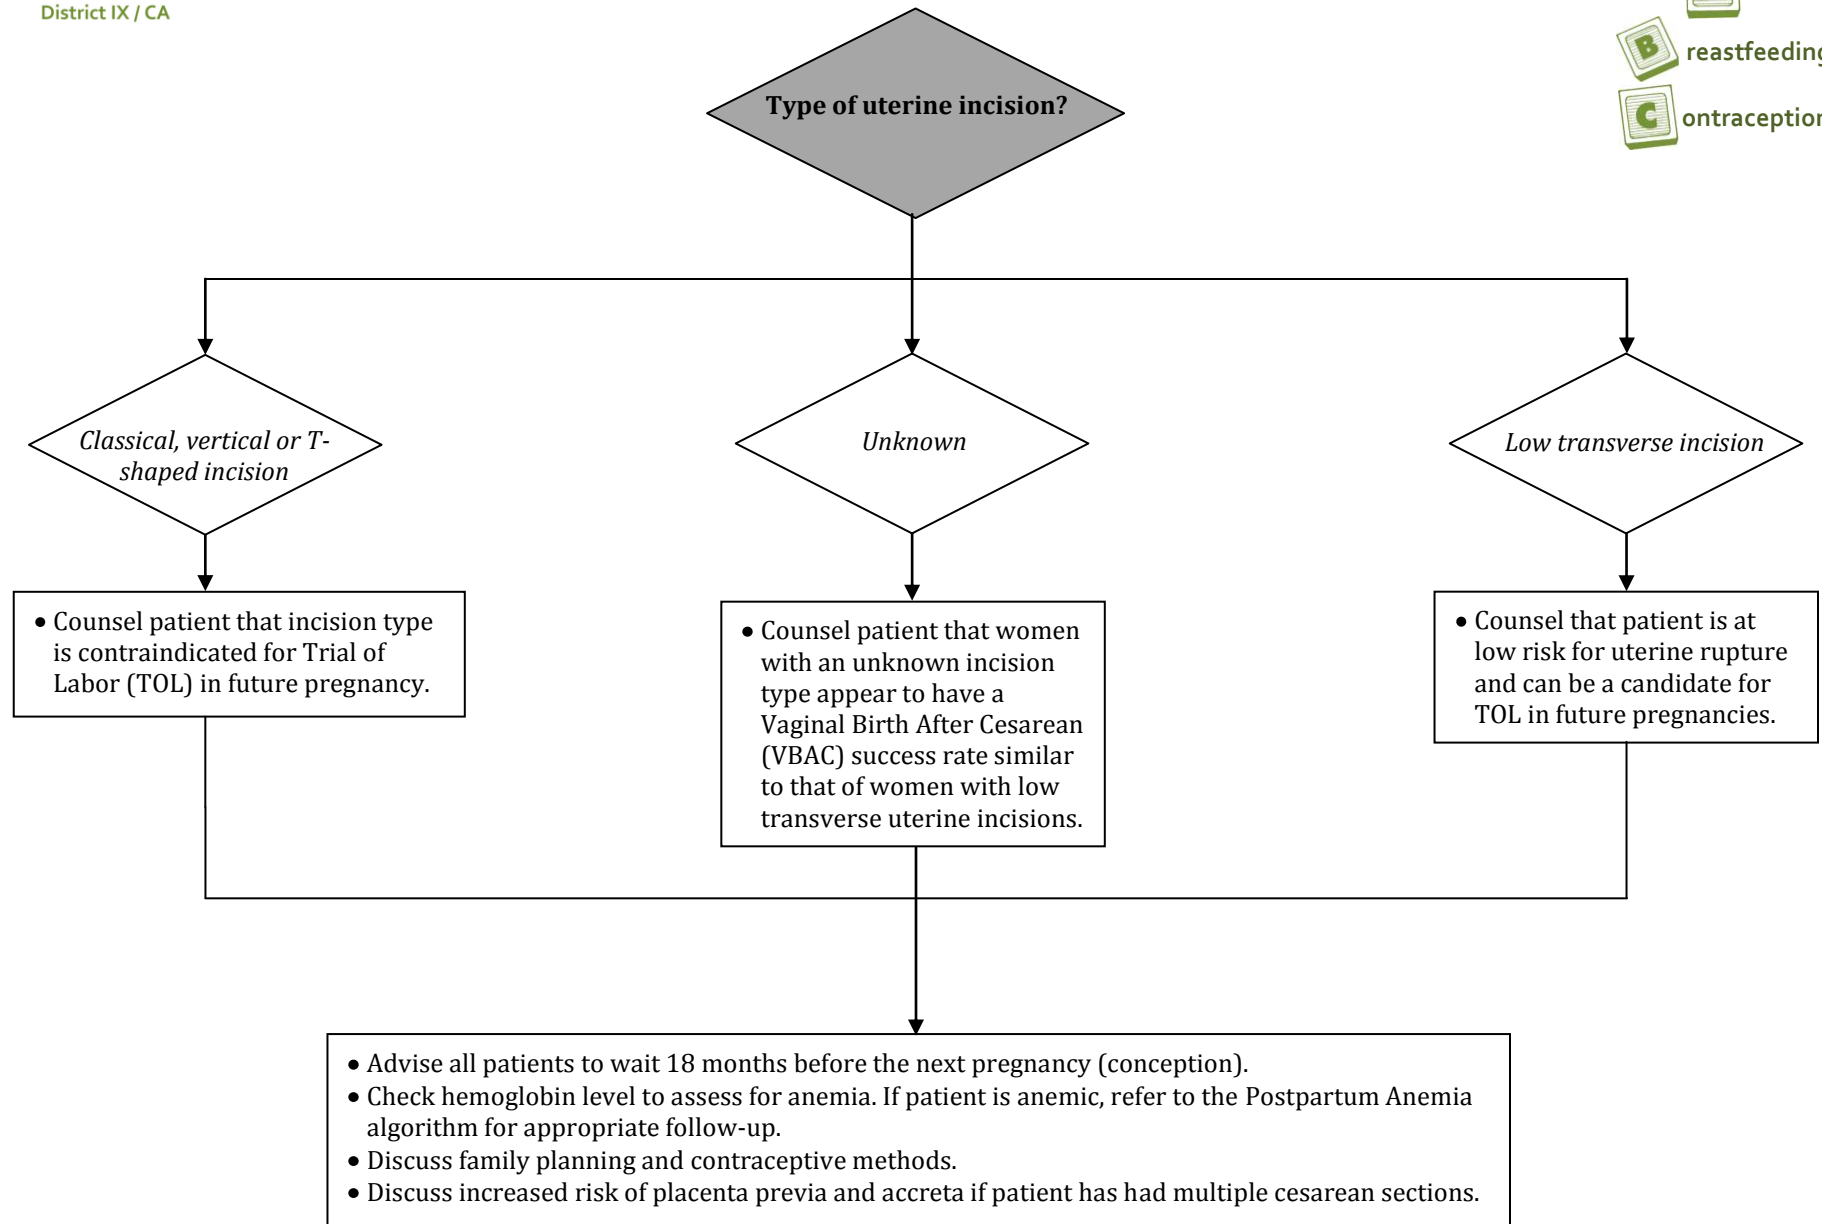 District IX / CA
B reastfeeding
C ontraception
Type of uterine incision?
Classical, vertical or T-
shaped incision
Unknown
Low transverse incision
• Counsel patient that incision type
is contraindicated for Trial of
Labor (TOL) in future pregnancy.
• Counsel patient that women
with an unknown incision
type appear to have a
Vaginal Birth After Cesarean
(VBAC) success rate similar
to that of women with low
transverse uterine incisions.
• Counsel that patient is at
low risk for uterine rupture
and can be a candidate for
TOL in future pregnancies.
• Advise all patients to wait 18 months before the next pregnancy (conception).
• Check hemoglobin level to assess for anemia. If patient is anemic, refer to the Postpartum Anemia
algorithm for appropriate follow-up.
• Discuss family planning and contraceptive methods.
• Discuss increased risk of placenta previa and accreta if patient has had multiple cesarean sections.